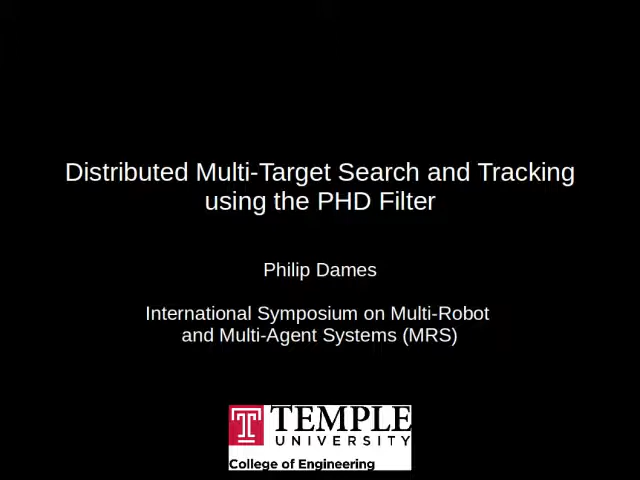 Distributed Multi-Target Search and Tracking
using the PHD Filter
Philip Dames
International Symposium on Multi-Robot
and Multi-Agent Systems (MRS)
TEMPLE
UNIVERSITY
College of Engineering